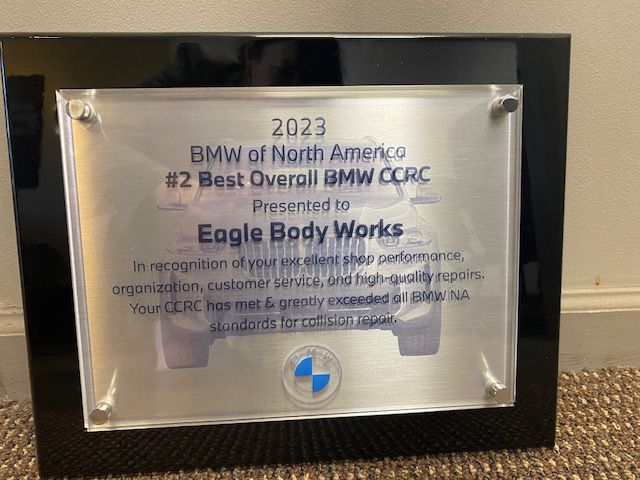 2023
BMW of North America
#2 Best Overall BMW CCRC
Presented to
Eagle Body Works
In recognition of your excellent shop performance,
organization, customer service, and high-quality repairs.
Your CCRC has met & greatly exceeded all BMW NA
standards for collision repair.
BMW